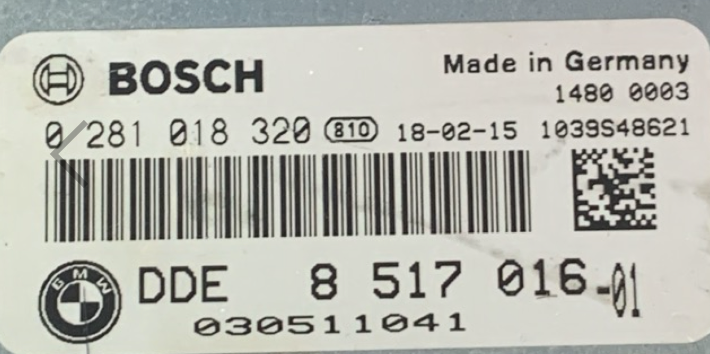 BOSCH
Made in Germany
1480 0003
0 281 018 320 810 18-02-15 1039S48621
BMW
DDE 8 517 016-01
030511041